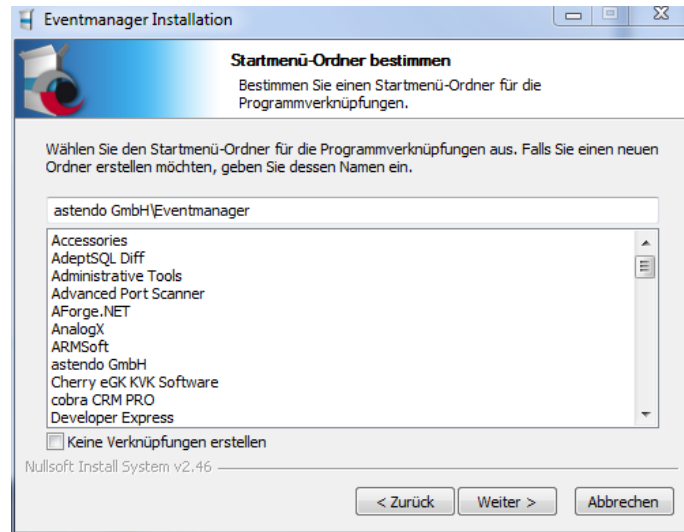 Eventmanager Installation
Startmenü-Ordner bestimmen
Bestimmen Sie einen Startmenü-Ordner für die
Programmverknüpfungen.
Wählen Sie den Startmenü-Ordner für die Programmverknüpfungen aus. Falls Sie einen neuen
Ordner erstellen möchten, geben Sie dessen Namen ein.
astendo GmbH\Eventmanager
Accessories
AdeptSQL Diff
Administrative Tools
Advanced Port Scanner
AForge.NET
AnalogX
ARMSoft
astendo GmbH
Cherry eGK KVK Software
cobra CRM PRO
Developer Express
Keine Verknüpfungen erstellen
Nullsoft Install System v2.46
< Zurück
Weiter >
Abbrechen